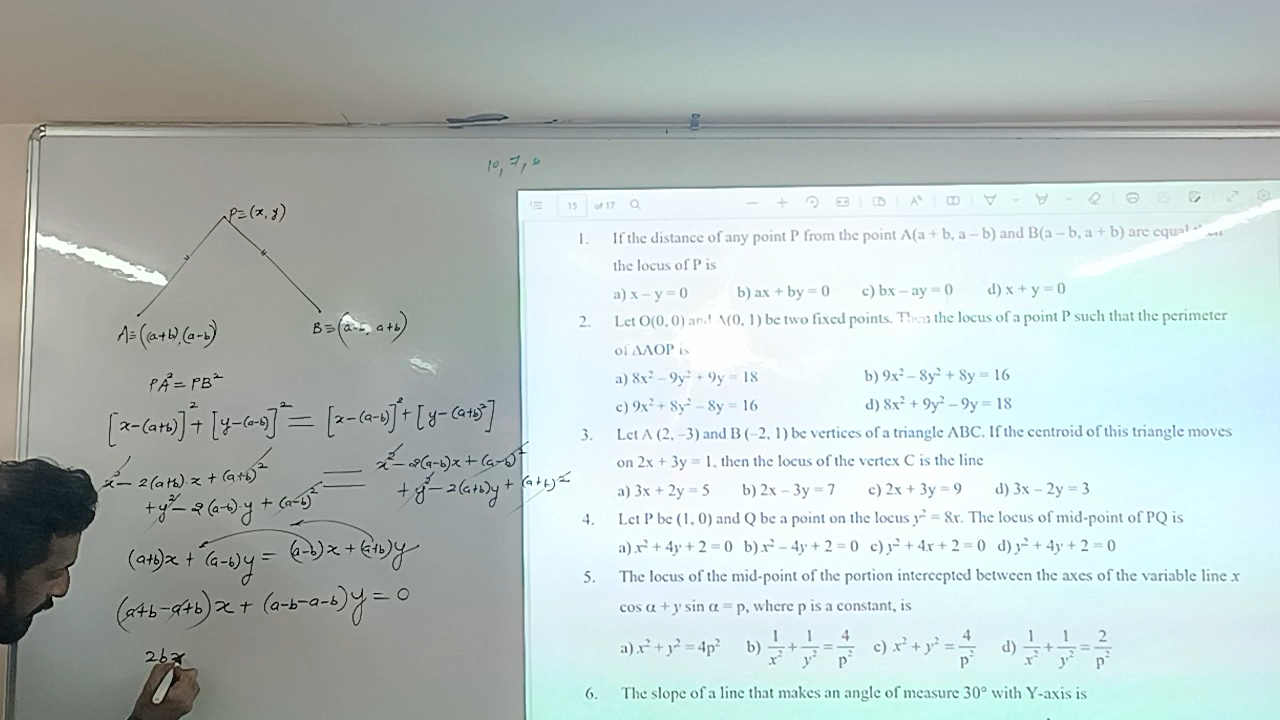 10, 7, 6
P≡(x, y)
A≡((a+b),(a-b))
B≡(a-b, a+b)
PA² = PB²
[x-(a+b)]² + [y-(a-b)]² = [x-(a-b)]² + [y-(a+b)²]
x² - 2(a+b)·x + (a+b)² = x² - 2(a-b)x + (a-b)²
+ y² - 2(a-b)·y + (a-b)² + y² - 2(a+b)y + (a+b)²
(a+b)x + (a-b)y = (a-b)x + (a+b)y
(a+b-a+b)x + (a-b-a-b)y = 0
2bx
15 of 17
1. If the distance of any point P from the point A(a + b, a – b) and B(a – b, a + b) are equal
the locus of P is
a) x – y = 0 b) ax + by = 0 c) bx – ay = 0 d) x + y = 0
2. Let O(0, 0) and A(0, 1) be two fixed points. Then the locus of a point P such that the perimeter
of ΔAOP is
a) 8x² – 9y² + 9y = 18 b) 9x² – 8y² + 8y = 16
c) 9x² + 8y² – 8y = 16 d) 8x² + 9y² – 9y = 18
3. Let A (2, –3) and B (–2, 1) be vertices of a triangle ABC. If the centroid of this triangle moves
on 2x + 3y = 1, then the locus of the vertex C is the line
a) 3x + 2y = 5 b) 2x – 3y = 7 c) 2x + 3y = 9 d) 3x – 2y = 3
4. Let P be (1, 0) and Q be a point on the locus y² = 8x. The locus of mid-point of PQ is
a) x² + 4y + 2 = 0 b) x² – 4y + 2 = 0 c) y² + 4x + 2 = 0 d) y² + 4y + 2 = 0
5. The locus of the mid-point of the portion intercepted between the axes of the variable line x
cos α + y sin α = p, where p is a constant, is
a) x² + y² = 4p² b) 1/x² + 1/y² = 4/p² c) x² + y² = 4/p² d) 1/x² + 1/y² = 2/p²
6. The slope of a line that makes an angle of measure 30° with Y-axis is